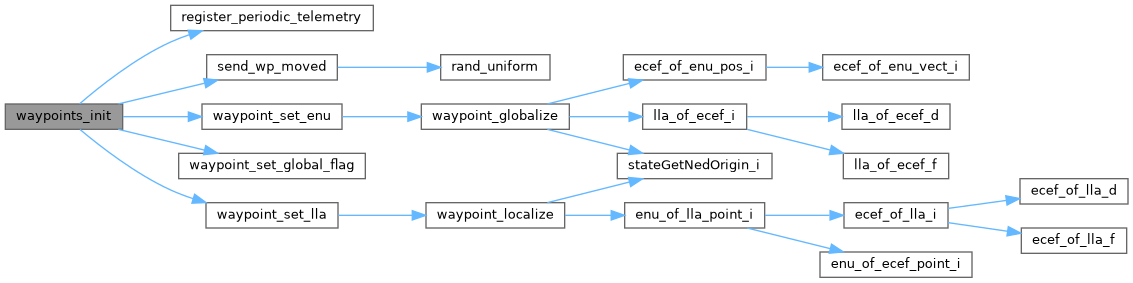 waypoints_init
register_periodic_telemetry
send_wp_moved
rand_uniform
waypoint_set_enu
waypoint_globalize
ecef_of_enu_pos_i
ecef_of_enu_vect_i
lla_of_ecef_i
lla_of_ecef_d
lla_of_ecef_f
stateGetNedOrigin_i
waypoint_set_global_flag
waypoint_set_lla
waypoint_localize
enu_of_lla_point_i
ecef_of_lla_i
ecef_of_lla_d
ecef_of_lla_f
enu_of_ecef_point_i